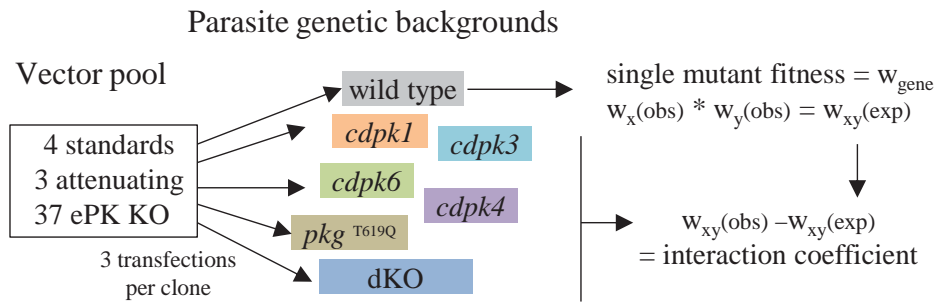 Parasite genetic backgrounds
Vector pool
4 standards
3 attenuating
37 ePK KO
3 transfections
per clone
wild type
cdpk1
cdpk3
cdpk6
cdpk4
pkg T619Q
dKO
single mutant fitness = w_gene
w_x(obs) * w_y(obs) = w_xy(exp)
w_xy(obs) –w_xy(exp)
= interaction coefficient